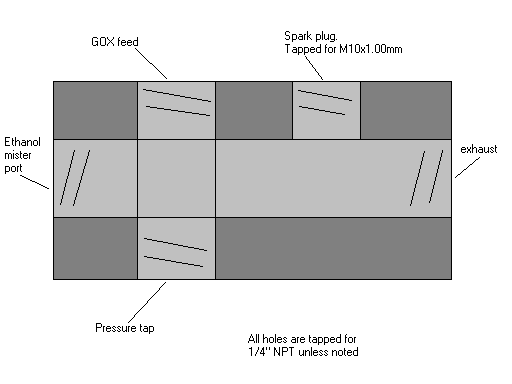 GOX feed
Spark plug.
Tapped for M10x1.00mm
Ethanol
mister
port
exhaust
Pressure tap
All holes are tapped for
1/4" NPT unless noted